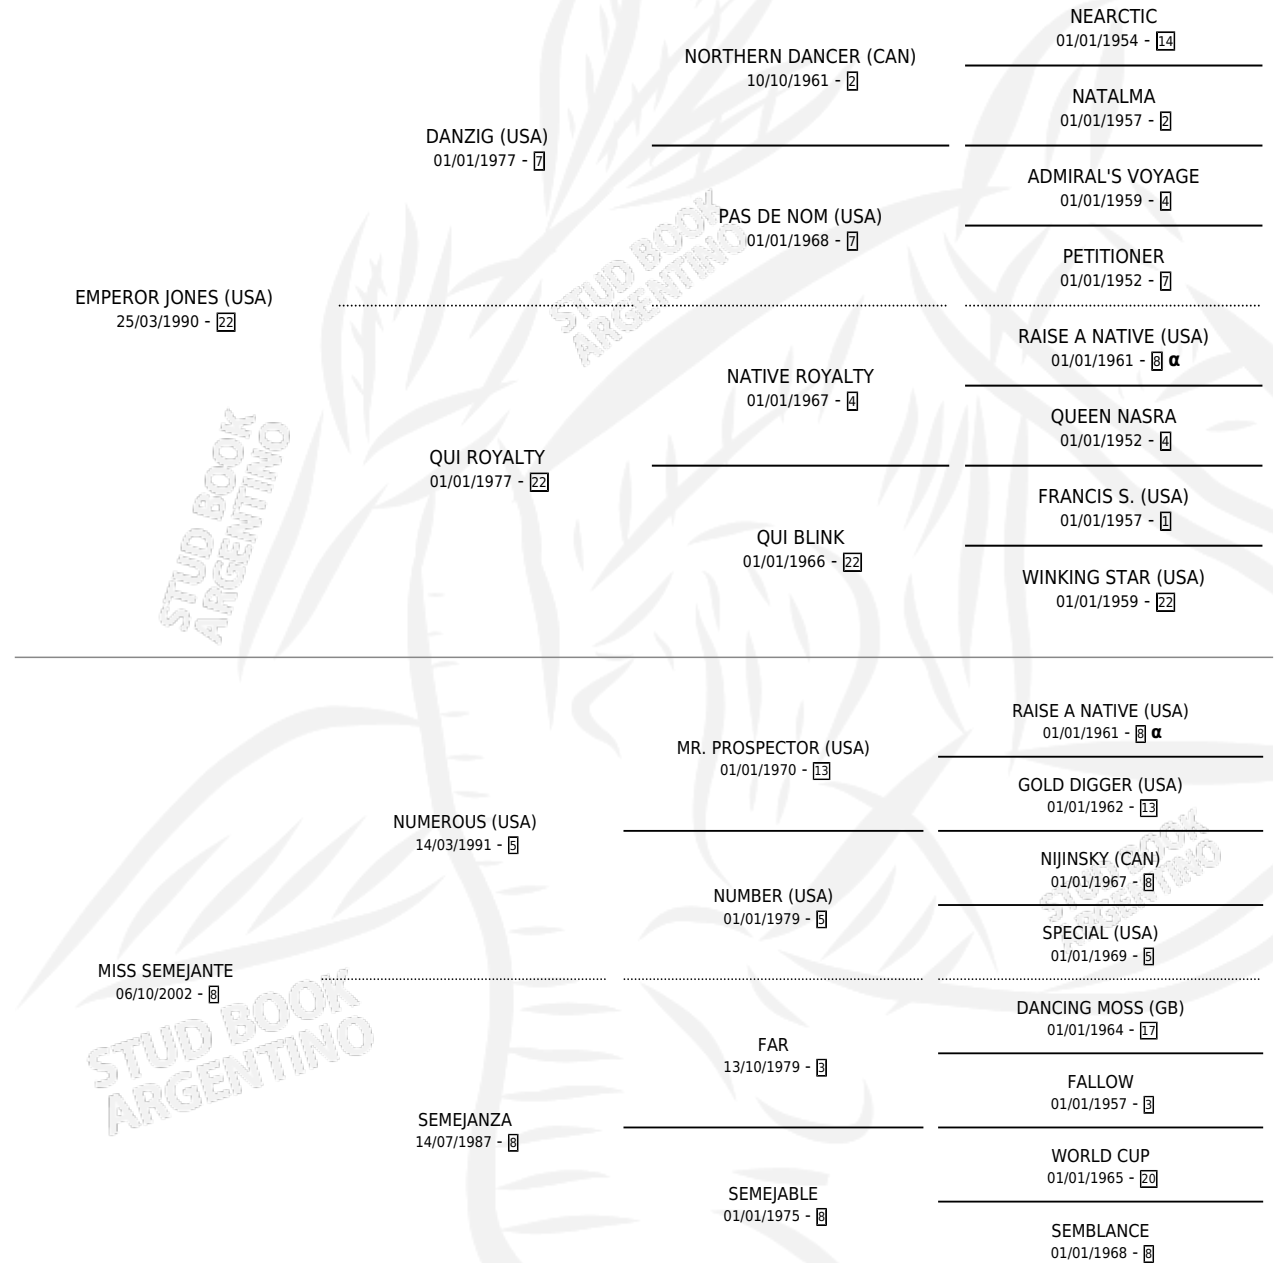 NEARCTIC
01/01/1954 - 14
NORTHERN DANCER (CAN)
10/10/1961 - 2
NATALMA
01/01/1957 - 2
DANZIG (USA)
01/01/1977 - 7
ADMIRAL'S VOYAGE
01/01/1959 - 4
PAS DE NOM (USA)
01/01/1968 - 7
PETITIONER
01/01/1952 - 7
EMPEROR JONES (USA)
25/03/1990 - 22
RAISE A NATIVE (USA)
01/01/1961 - 8 α
NATIVE ROYALTY
01/01/1967 - 4
QUEEN NASRA
01/01/1952 - 4
QUI ROYALTY
01/01/1977 - 22
FRANCIS S. (USA)
01/01/1957 - 1
QUI BLINK
01/01/1966 - 22
WINKING STAR (USA)
01/01/1959 - 22
RAISE A NATIVE (USA)
01/01/1961 - 8 α
MR. PROSPECTOR (USA)
01/01/1970 - 13
GOLD DIGGER (USA)
01/01/1962 - 13
NUMEROUS (USA)
14/03/1991 - 5
NIJINSKY (CAN)
01/01/1967 - 8
NUMBER (USA)
01/01/1979 - 5
SPECIAL (USA)
01/01/1969 - 5
MISS SEMEJANTE
06/10/2002 - 8
DANCING MOSS (GB)
01/01/1964 - 17
FAR
13/10/1979 - 3
FALLOW
01/01/1957 - 3
SEMEJANZA
14/07/1987 - 8
WORLD CUP
01/01/1965 - 20
SEMEJABLE
01/01/1975 - 8
SEMBLANCE
01/01/1968 - 8
STUD BOOK
ARGENTINO
STUD BOOK
ARGENTINO
STUD BOOK
ARGENTINO
STUD BOOK
ARGENTINO